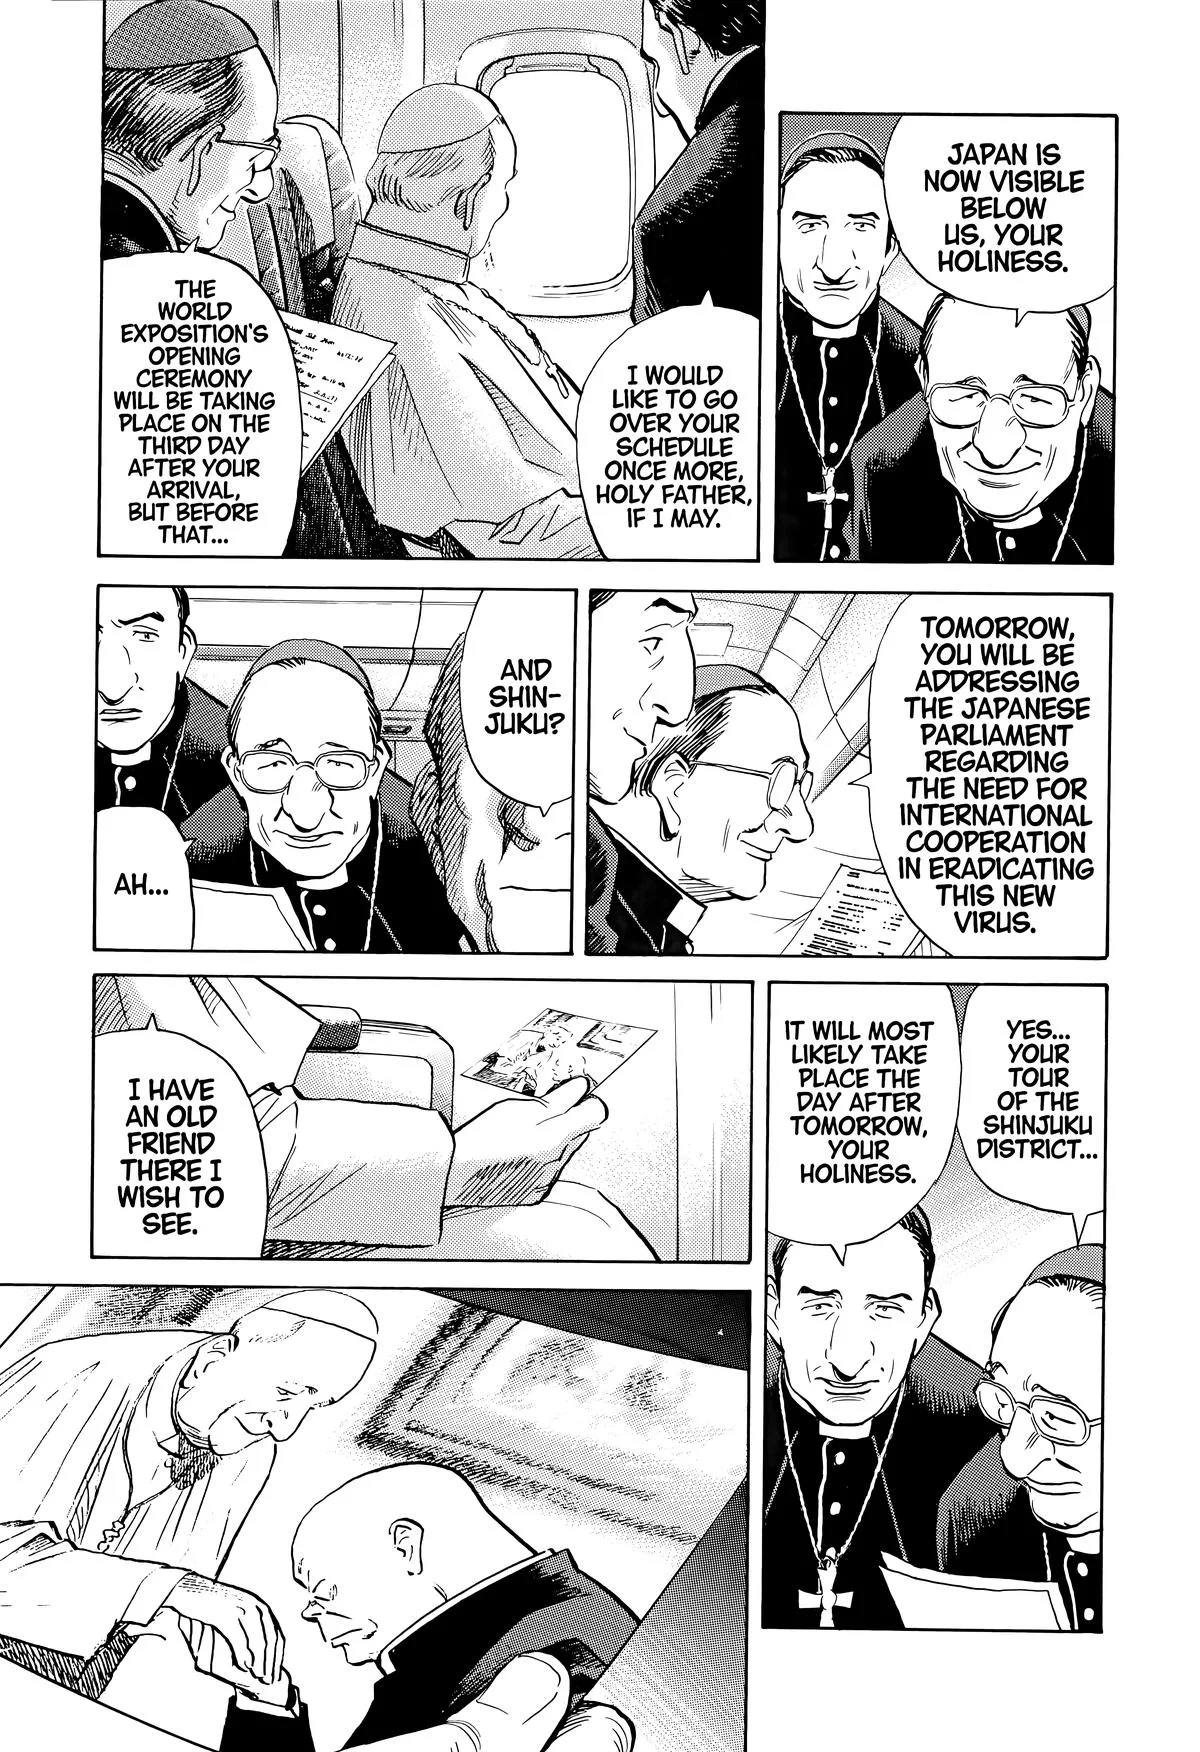 JAPAN IS
NOW VISIBLE
BELOW
US, YOUR
HOLINESS.
I WOULD
LIKE TO GO
OVER YOUR
SCHEDULE
ONCE MORE,
HOLY FATHER,
IF I MAY.
THE
WORLD
EXPOSITION'S
OPENING
CEREMONY
WILL BE TAKING
PLACE ON THE
THIRD DAY
AFTER YOUR
ARRIVAL,
BUT BEFORE
THAT...
TOMORROW,
YOU WILL BE
ADDRESSING
THE JAPANESE
PARLIAMENT
REGARDING
THE NEED FOR
INTERNATIONAL
COOPERATION
IN ERADICATING
THIS NEW
VIRUS.
AND
SHIN-
JUKU?
AH...
YES...
YOUR
TOUR
OF THE
SHINJUKU
DISTRICT...
IT WILL MOST
LIKELY TAKE
PLACE THE
DAY AFTER
TOMORROW,
YOUR
HOLINESS.
I HAVE
AN OLD
FRIEND
THERE I
WISH TO
SEE.